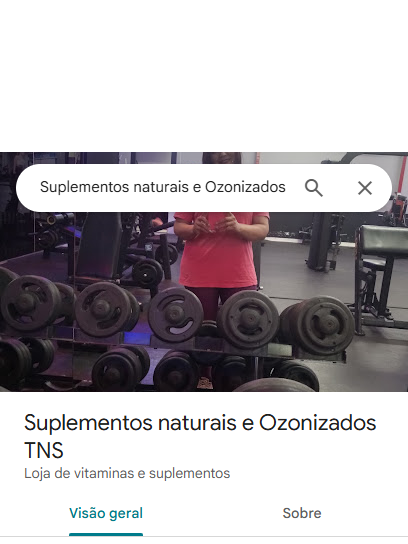 Suplementos naturais e Ozonizados
Suplementos naturais e Ozonizados
TNS
Loja de vitaminas e suplementos
Visão geral
Sobre